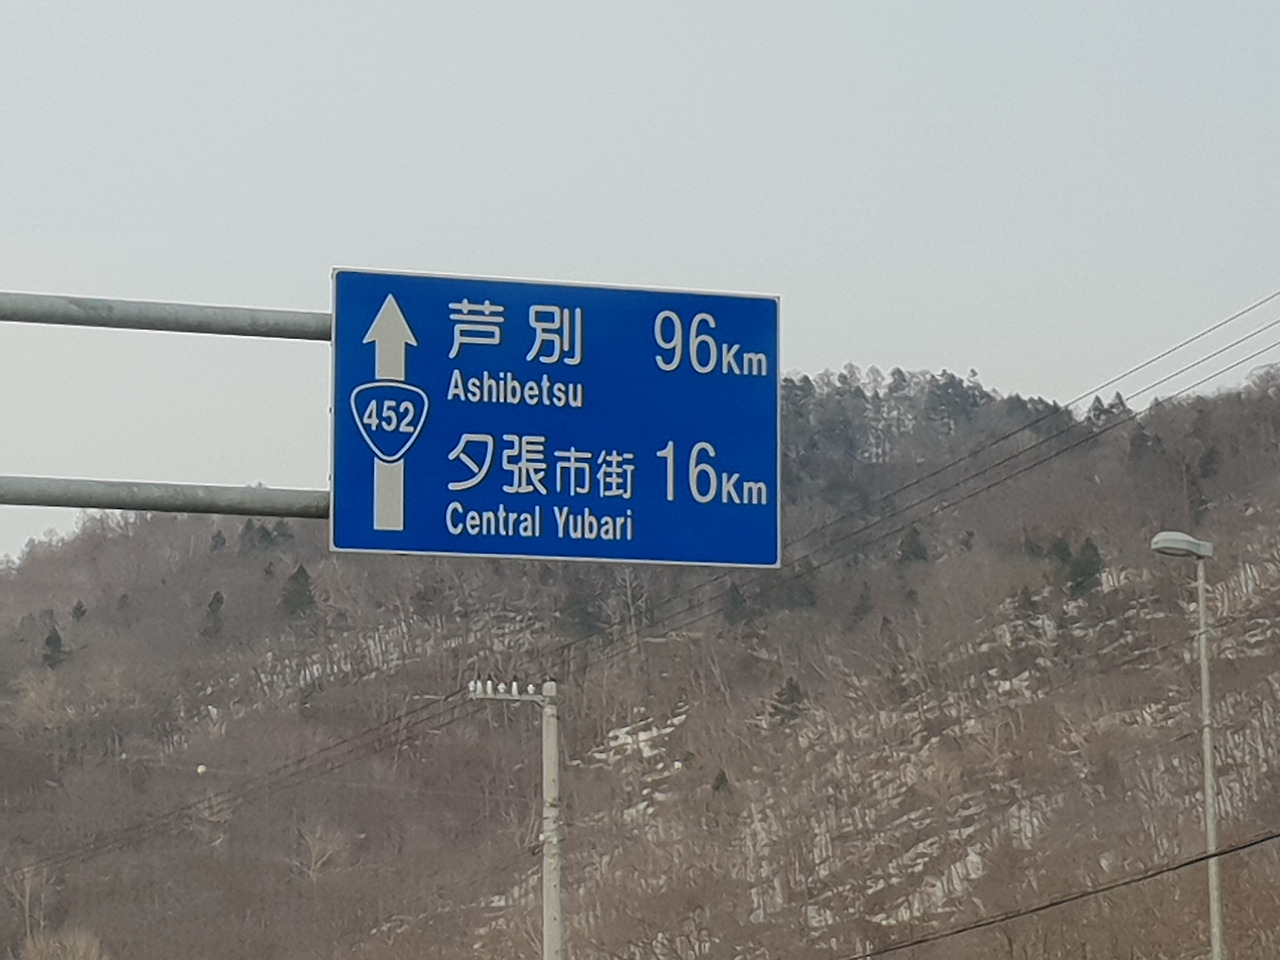 芦別 96Km
Ashibetsu
452
夕張市街 16Km
Central Yubari